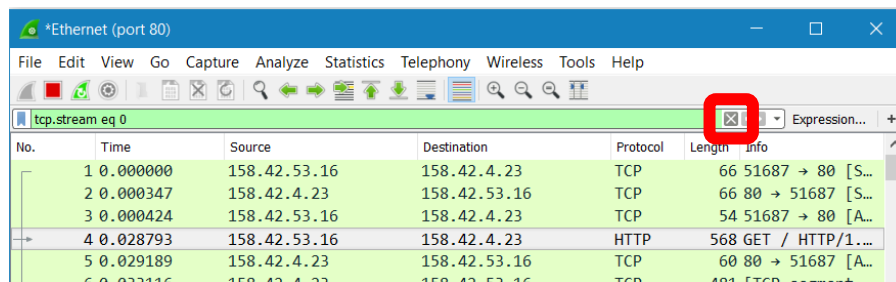 *Ethernet (port 80)
File Edit View Go Capture Analyze Statistics Telephony Wireless Tools Help
tcp.stream eq 0 Expression... +
No. Time Source Destination Protocol Length Info
1 0.000000 158.42.53.16 158.42.4.23 TCP 66 51687 → 80 [S…
2 0.000347 158.42.4.23 158.42.53.16 TCP 66 80 → 51687 [S…
3 0.000424 158.42.53.16 158.42.4.23 TCP 54 51687 → 80 [A…
4 0.028793 158.42.53.16 158.42.4.23 HTTP 568 GET / HTTP/1.…
5 0.029189 158.42.4.23 158.42.53.16 TCP 60 80 → 51687 [A…